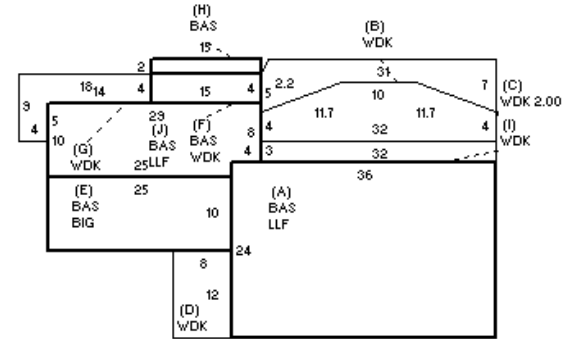 (H)
BAS
15
(B)
WDK
2
31
18
14
4
15
4
5
2.2
10
7
(C)
WDK 2.00
9
4
5
10
29
11.7
11.7
(J)
BAS
LLF
(F)
BAS
WDK
8
4
32
4
(I)
WDK
(G)
WDK
25
4
3
32
36
(E)
BAS
BIG
25
10
(A)
BAS
LLF
24
8
12
(D)
WDK